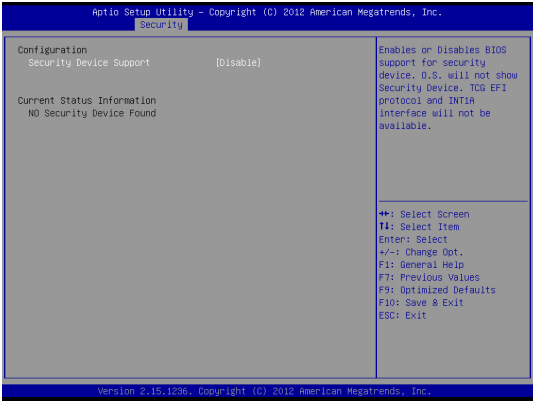 Aptio Setup Utility – Copyright (C) 2012 American Megatrends, Inc.
Security
Configuration
Security Device Support [Disable]
Current Status Information
NO Security Device Found
Enables or Disables BIOS
support for security
device. O.S. will not show
Security Device. TCG EFI
protocol and INT1A
interface will not be
available.
→←: Select Screen
↑↓: Select Item
Enter: Select
+/-: Change Opt.
F1: General Help
F7: Previous Values
F9: Optimized Defaults
F10: Save & Exit
ESC: Exit
Version 2.15.1236. Copyright (C) 2012 American Megatrends, Inc.